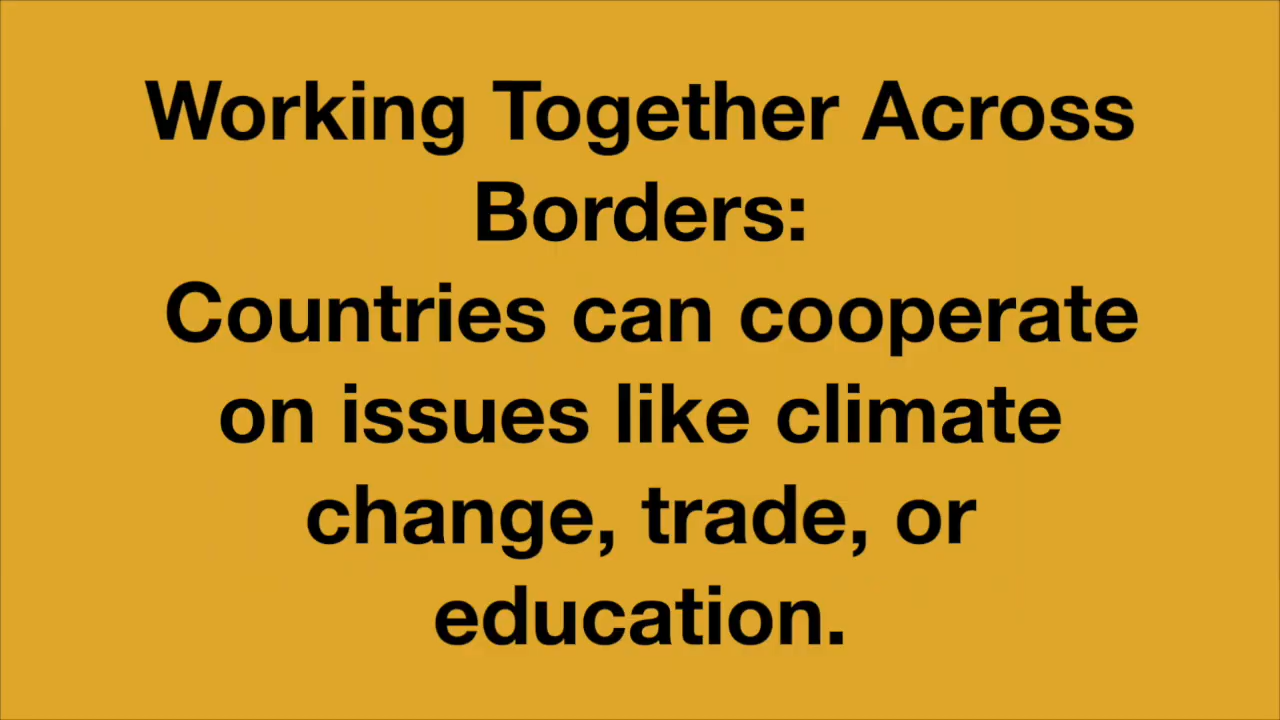 Working Together Across
Borders:
Countries can cooperate
on issues like climate
change, trade, or
education.